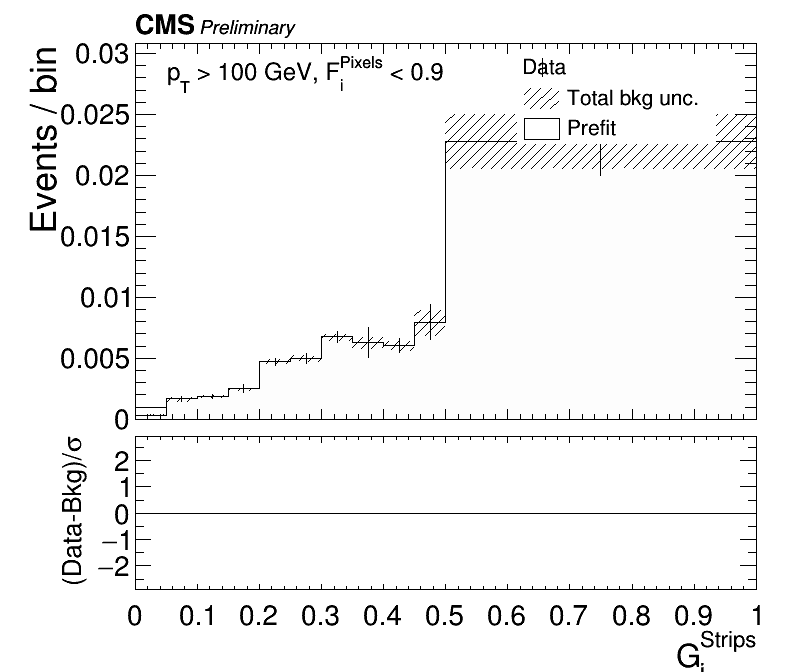 CMS Preliminary
Events / bin
0.03
0.025
0.02
0.015
0.01
0.005
0
p_T > 100 GeV, F_i^Pixels < 0.9
Data
Total bkg unc.
Prefit
(Data-Bkg)/σ
2
1
0
−1
−2
0 0.1 0.2 0.3 0.4 0.5 0.6 0.7 0.8 0.9 1
G_i^Strips